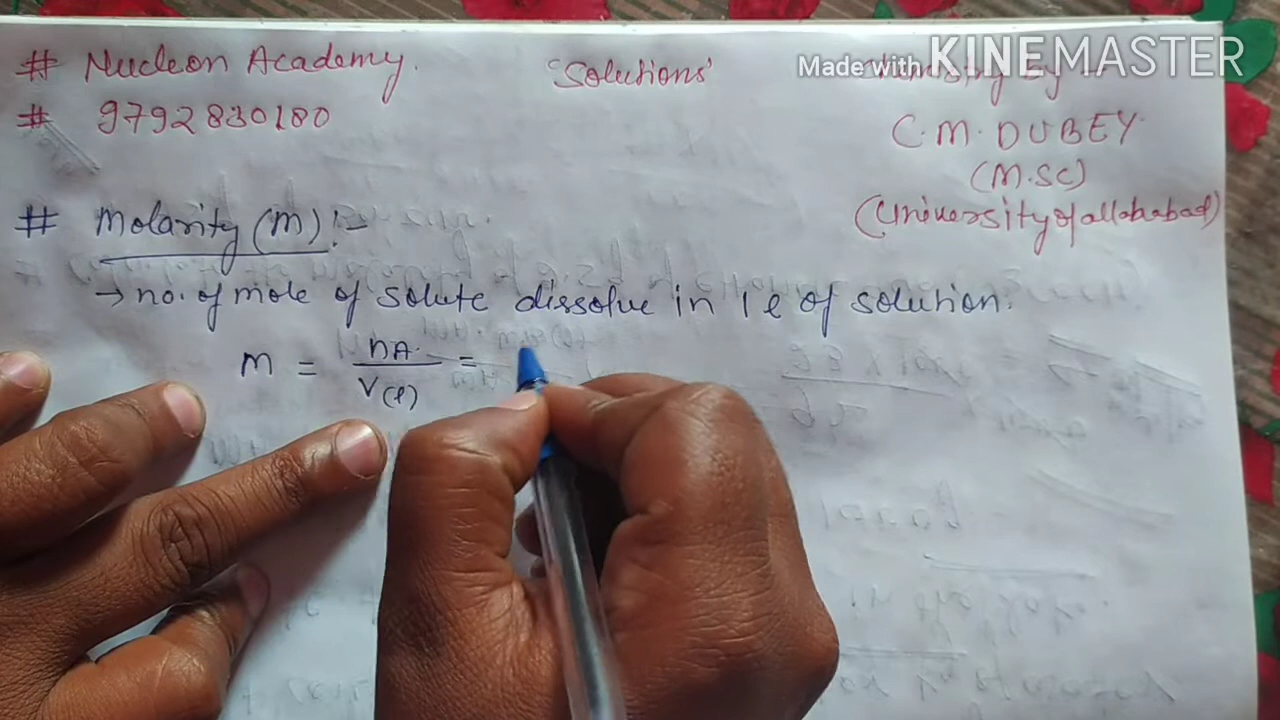 # Nucleon Academy.
"Solutions"
Made with KINEMASTER
# 9792830180
C.M. DUBEY
(M.SC)
(University of allahabad)
# Molarity (M) :-
→ no. of mole of solute dissolve in 1 l of solution.
M = nA. / V(l) =